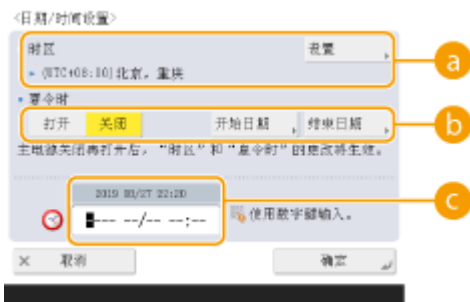 <日期/时间设置>
时区
设置
a
▸ (UTC+08:00)北京，重庆
▪ 夏令时
打开 关闭 开始日期 结束日期
b
主电源关闭再打开后，“时区”和“夏令时”的更改将生效。
2019 03/27 22:20
c
--- --/-- --:--
使用数字键输入。
× 取消
确定